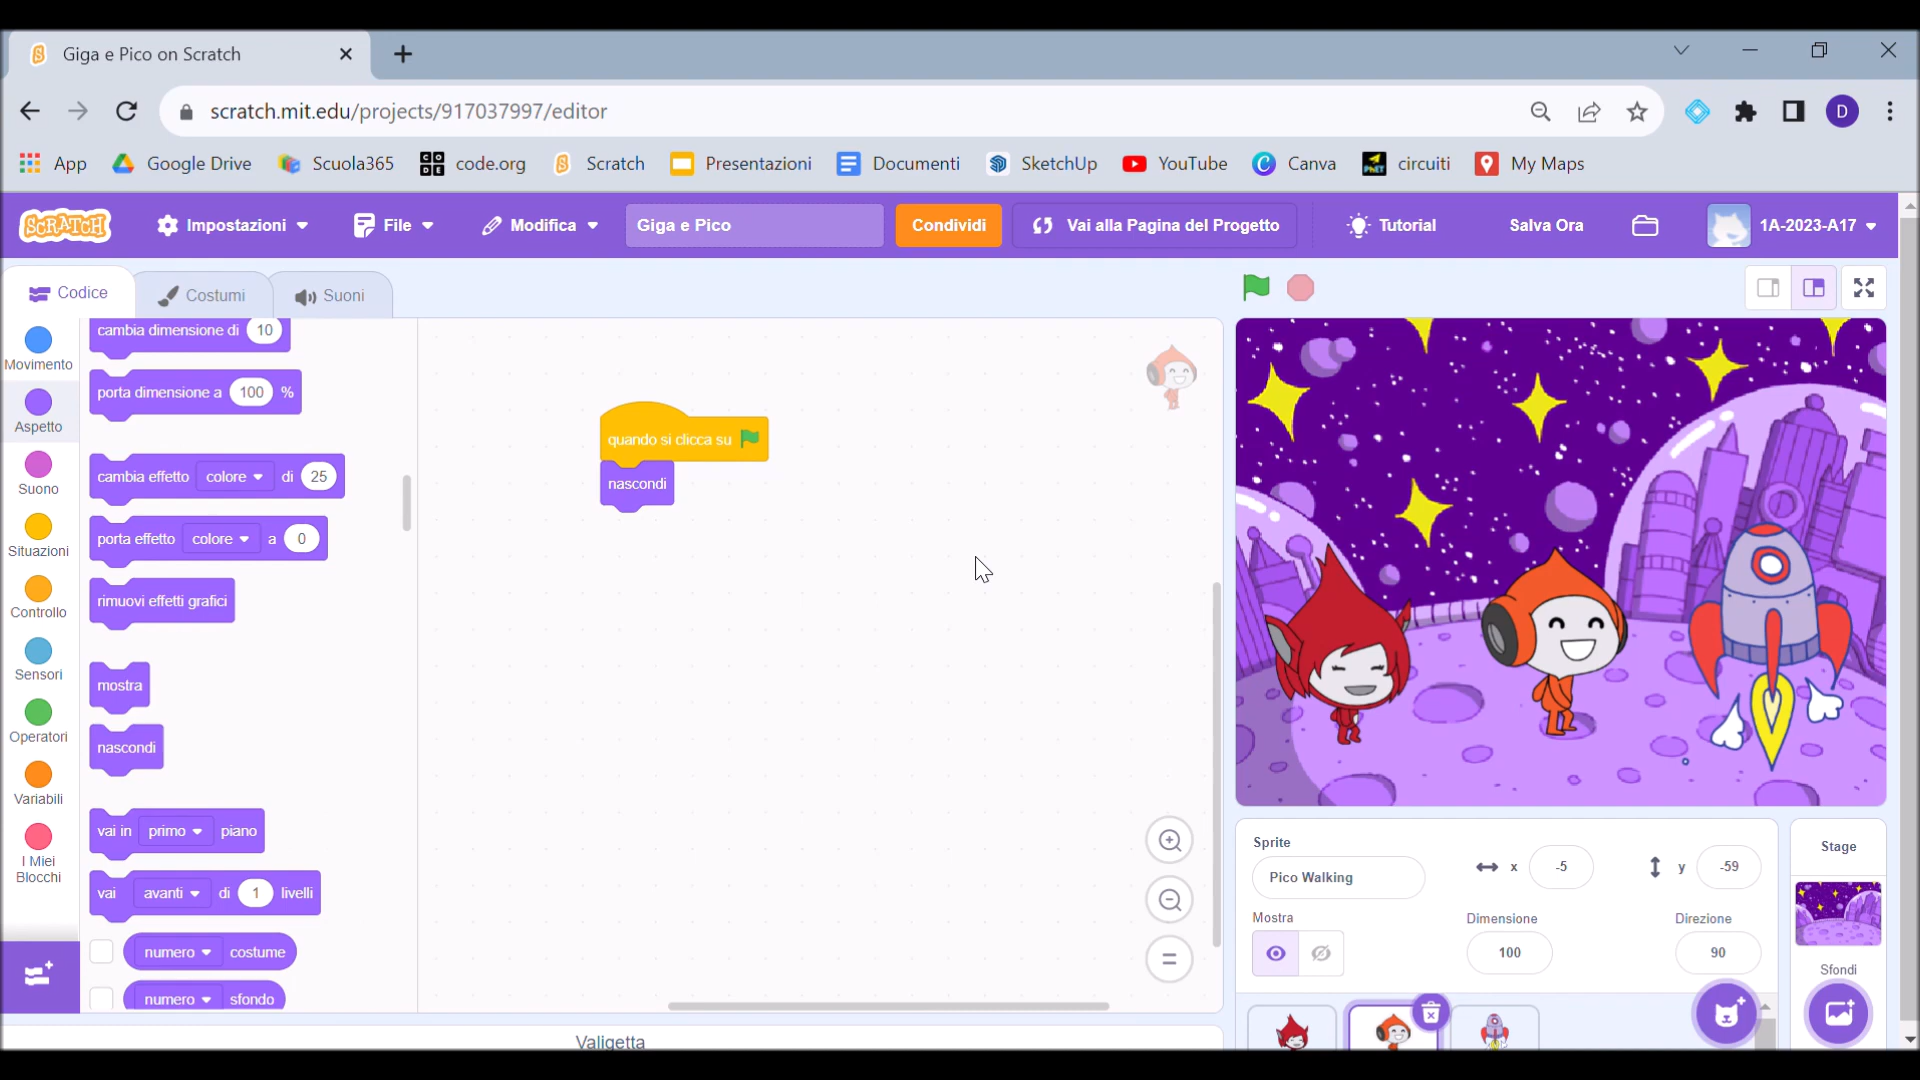 Giga e Pico on Scratch
scratch.mit.edu/projects/917037997/editor
D
App Google Drive Scuola365 CODE code.org Scratch Presentazioni Documenti SketchUp YouTube Canva PhET circuiti My Maps
SCRATCH Impostazioni File Modifica Giga e Pico Condividi Vai alla Pagina del Progetto Tutorial Salva Ora 1A-2023-A17
Codice Costumi Suoni
Movimento
Aspetto
Suono
Situazioni
Controllo
Sensori
Operatori
Variabili
I Miei
Blocchi
cambia dimensione di 10
porta dimensione a 100 %
cambia effetto colore di 25
porta effetto colore a 0
rimuovi effetti grafici
mostra
nascondi
vai in primo piano
vai avanti di 1 livelli
numero costume
numero sfondo
quando si clicca su
nascondi
Valigetta
Sprite
Pico Walking
x -5
y -59
Mostra
Dimensione
100
Direzione
90
Stage
Sfondi